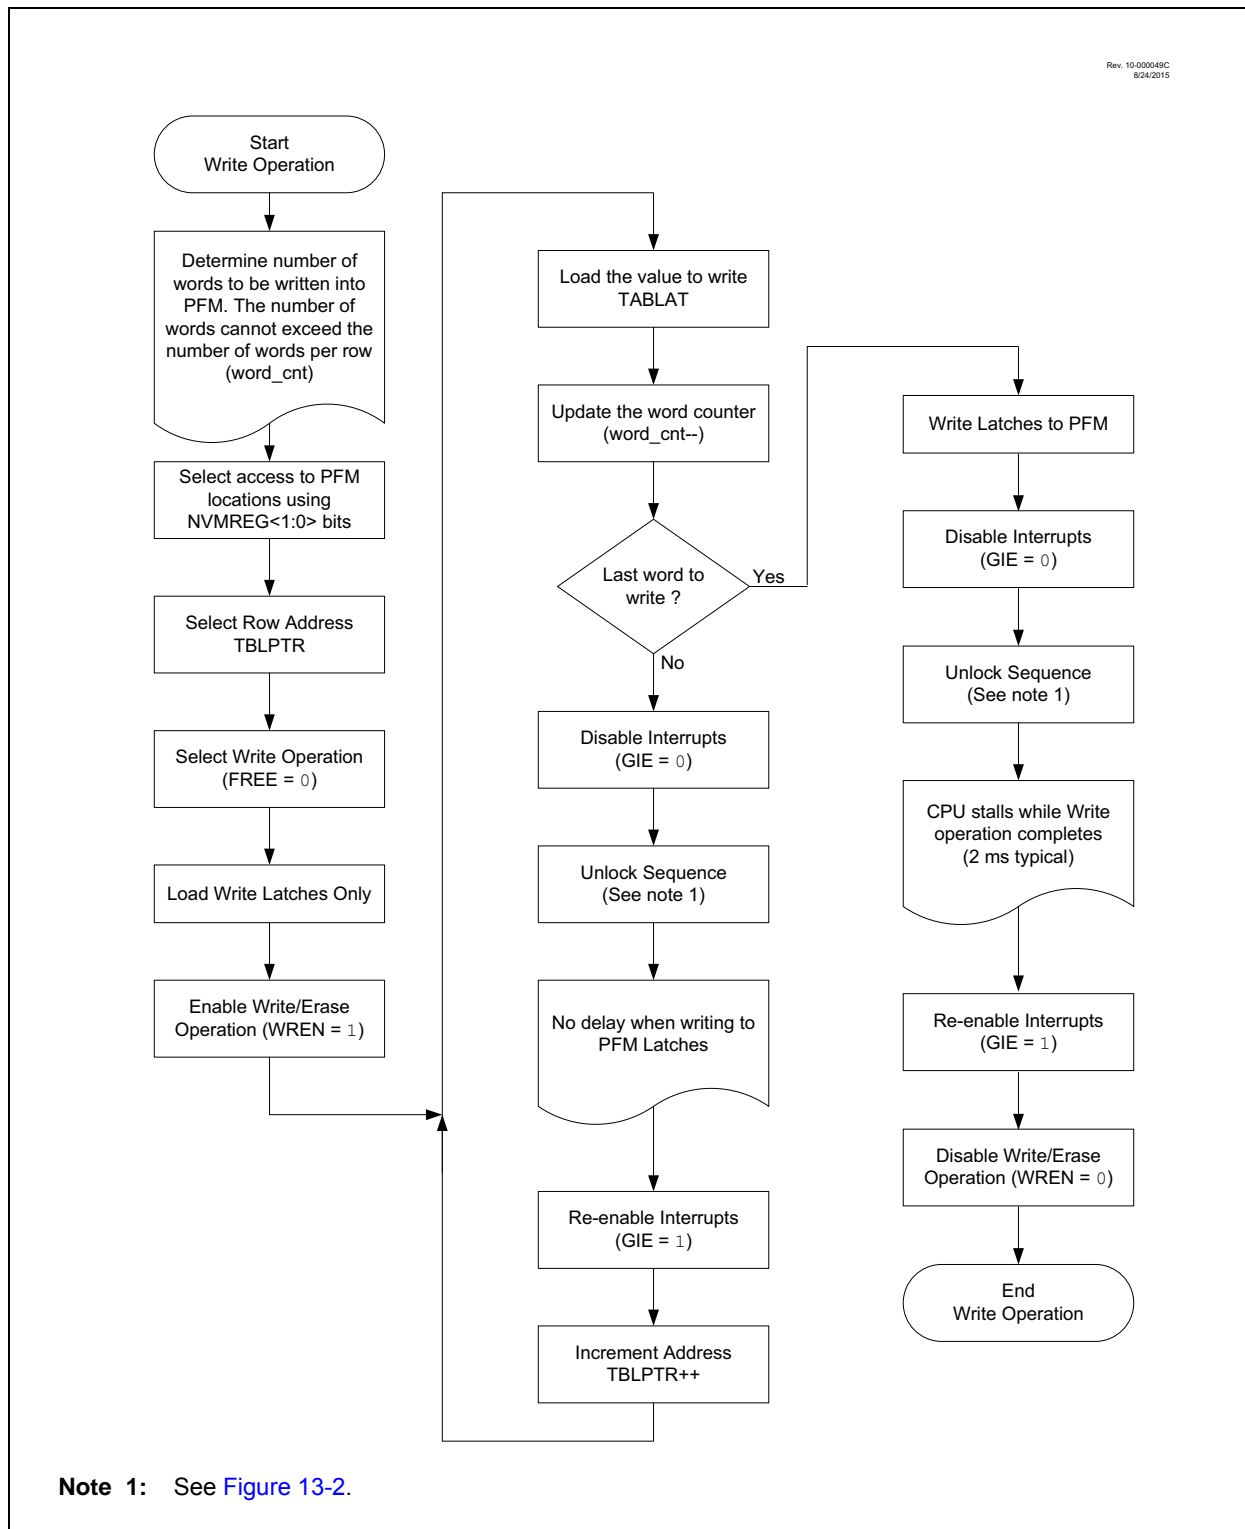 Rev. 10-000049C
8/24/2015
Start
Write Operation
Determine number of
words to be written into
PFM. The number of
words cannot exceed the
number of words per row
(word_cnt)
Select access to PFM
locations using
NVMREG<1:0> bits
Select Row Address
TBLPTR
Select Write Operation
(FREE = 0)
Load Write Latches Only
Enable Write/Erase
Operation (WREN = 1)
Load the value to write
TABLAT
Update the word counter
(word_cnt--)
Last word to
write ?
Yes
No
Disable Interrupts
(GIE = 0)
Unlock Sequence
(See note 1)
No delay when writing to
PFM Latches
Re-enable Interrupts
(GIE = 1)
Increment Address
TBLPTR++
Write Latches to PFM
Disable Interrupts
(GIE = 0)
Unlock Sequence
(See note 1)
CPU stalls while Write
operation completes
(2 ms typical)
Re-enable Interrupts
(GIE = 1)
Disable Write/Erase
Operation (WREN = 0)
End
Write Operation
Note 1: See Figure 13-2.